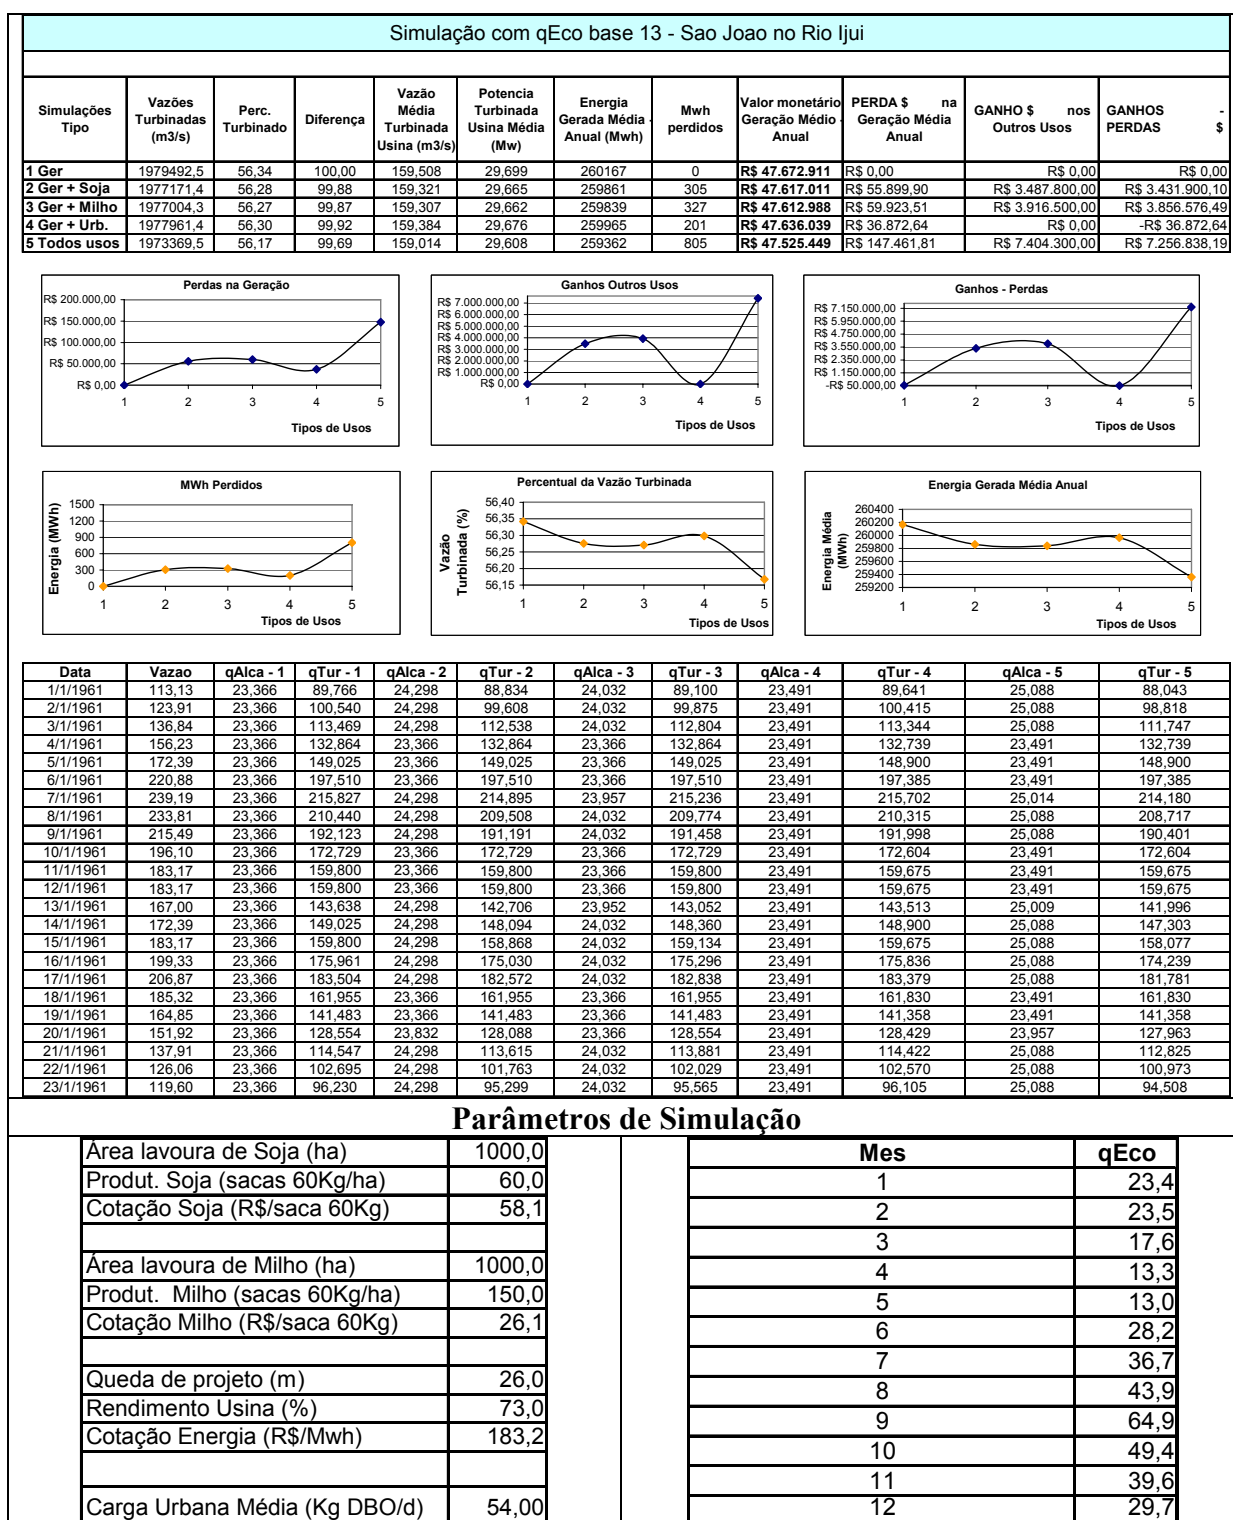 Simulação com qEco base 13 - Sao Joao no Rio Ijui
Simulações Tipo | Vazões Turbinadas (m3/s) | Perc. Turbinado | Diferença | Vazão Média Turbinada Usina (m3/s) | Potencia Turbinada Usina Média (Mw) | Energia Gerada Média - Anual (Mwh) | Mwh perdidos | Valor monetário Geração Médio - Anual | PERDA $ na Geração Média Anual | GANHO $ nos Outros Usos | GANHOS - PERDAS $
1 Ger | 1979492,5 | 56,34 | 100,00 | 159,508 | 29,699 | 260167 | 0 | R$ 47.672.911 | R$ 0,00 | R$ 0,00 | R$ 0,00
2 Ger + Soja | 1977171,4 | 56,28 | 99,88 | 159,321 | 29,665 | 259861 | 305 | R$ 47.617.011 | R$ 55.899,90 | R$ 3.487.800,00 | R$ 3.431.900,10
3 Ger + Milho | 1977004,3 | 56,27 | 99,87 | 159,307 | 29,662 | 259839 | 327 | R$ 47.612.988 | R$ 59.923,51 | R$ 3.916.500,00 | R$ 3.856.576,49
4 Ger + Urb. | 1977961,4 | 56,30 | 99,92 | 159,384 | 29,676 | 259965 | 201 | R$ 47.636.039 | R$ 36.872,64 | R$ 0,00 | -R$ 36.872,64
5 Todos usos | 1973369,5 | 56,17 | 99,69 | 159,014 | 29,608 | 259362 | 805 | R$ 47.525.449 | R$ 147.461,81 | R$ 7.404.300,00 | R$ 7.256.838,19
Perdas na Geração
R$ 200.000,00
R$ 150.000,00
R$ 100.000,00
R$ 50.000,00
R$ 0,00
1 2 3 4 5
Tipos de Usos
Ganhos Outros Usos
R$ 7.000.000,00
R$ 6.000.000,00
R$ 5.000.000,00
R$ 4.000.000,00
R$ 3.000.000,00
R$ 2.000.000,00
R$ 1.000.000,00
R$ 0,00
1 2 3 4 5
Tipos de Usos
Ganhos - Perdas
R$ 7.150.000,00
R$ 5.950.000,00
R$ 4.750.000,00
R$ 3.550.000,00
R$ 2.350.000,00
R$ 1.150.000,00
-R$ 50.000,00
1 2 3 4 5
Tipos de Usos
MWh Perdidos
Energia (MWh)
1500
1200
900
600
300
0
1 2 3 4 5
Tipos de Usos
Percentual da Vazão Turbinada
Vazão Turbinada (%)
56,40
56,35
56,30
56,25
56,20
56,15
1 2 3 4 5
Tipos de Usos
Energia Gerada Média Anual
Energia Média (MWh)
260400
260200
260000
259800
259600
259400
259200
1 2 3 4 5
Tipos de Usos
Data | Vazao | qAlca - 1 | qTur - 1 | qAlca - 2 | qTur - 2 | qAlca - 3 | qTur - 3 | qAlca - 4 | qTur - 4 | qAlca - 5 | qTur - 5
1/1/1961 | 113,13 | 23,366 | 89,766 | 24,298 | 88,834 | 24,032 | 89,100 | 23,491 | 89,641 | 25,088 | 88,043
2/1/1961 | 123,91 | 23,366 | 100,540 | 24,298 | 99,608 | 24,032 | 99,875 | 23,491 | 100,415 | 25,088 | 98,818
3/1/1961 | 136,84 | 23,366 | 113,469 | 24,298 | 112,538 | 24,032 | 112,804 | 23,491 | 113,344 | 25,088 | 111,747
4/1/1961 | 156,23 | 23,366 | 132,864 | 23,366 | 132,864 | 23,366 | 132,864 | 23,491 | 132,739 | 23,491 | 132,739
5/1/1961 | 172,39 | 23,366 | 149,025 | 23,366 | 149,025 | 23,366 | 149,025 | 23,491 | 148,900 | 23,491 | 148,900
6/1/1961 | 220,88 | 23,366 | 197,510 | 23,366 | 197,510 | 23,366 | 197,510 | 23,491 | 197,385 | 23,491 | 197,385
7/1/1961 | 239,19 | 23,366 | 215,827 | 24,298 | 214,895 | 23,957 | 215,236 | 23,491 | 215,702 | 25,014 | 214,180
8/1/1961 | 233,81 | 23,366 | 210,440 | 24,298 | 209,508 | 24,032 | 209,774 | 23,491 | 210,315 | 25,088 | 208,717
9/1/1961 | 215,49 | 23,366 | 192,123 | 24,298 | 191,191 | 24,032 | 191,458 | 23,491 | 191,998 | 25,088 | 190,401
10/1/1961 | 196,10 | 23,366 | 172,729 | 23,366 | 172,729 | 23,366 | 172,729 | 23,491 | 172,604 | 23,491 | 172,604
11/1/1961 | 183,17 | 23,366 | 159,800 | 23,366 | 159,800 | 23,366 | 159,800 | 23,491 | 159,675 | 23,491 | 159,675
12/1/1961 | 183,17 | 23,366 | 159,800 | 23,366 | 159,800 | 23,366 | 159,800 | 23,491 | 159,675 | 23,491 | 159,675
13/1/1961 | 167,00 | 23,366 | 143,638 | 24,298 | 142,706 | 23,952 | 143,052 | 23,491 | 143,513 | 25,009 | 141,996
14/1/1961 | 172,39 | 23,366 | 149,025 | 24,298 | 148,094 | 24,032 | 148,360 | 23,491 | 148,900 | 25,088 | 147,303
15/1/1961 | 183,17 | 23,366 | 159,800 | 24,298 | 158,868 | 24,032 | 159,134 | 23,491 | 159,675 | 25,088 | 158,077
16/1/1961 | 199,33 | 23,366 | 175,961 | 24,298 | 175,030 | 24,032 | 175,296 | 23,491 | 175,836 | 25,088 | 174,239
17/1/1961 | 206,87 | 23,366 | 183,504 | 24,298 | 182,572 | 24,032 | 182,838 | 23,491 | 183,379 | 25,088 | 181,781
18/1/1961 | 185,32 | 23,366 | 161,955 | 23,366 | 161,955 | 23,366 | 161,955 | 23,491 | 161,830 | 23,491 | 161,830
19/1/1961 | 164,85 | 23,366 | 141,483 | 23,366 | 141,483 | 23,366 | 141,483 | 23,491 | 141,358 | 23,491 | 141,358
20/1/1961 | 151,92 | 23,366 | 128,554 | 23,832 | 128,088 | 23,366 | 128,554 | 23,491 | 128,429 | 23,957 | 127,963
21/1/1961 | 137,91 | 23,366 | 114,547 | 24,298 | 113,615 | 24,032 | 113,881 | 23,491 | 114,422 | 25,088 | 112,825
22/1/1961 | 126,06 | 23,366 | 102,695 | 24,298 | 101,763 | 24,032 | 102,029 | 23,491 | 102,570 | 25,088 | 100,973
23/1/1961 | 119,60 | 23,366 | 96,230 | 24,298 | 95,299 | 24,032 | 95,565 | 23,491 | 96,105 | 25,088 | 94,508
Parâmetros de Simulação
Área lavoura de Soja (ha) | 1000,0
Produt. Soja (sacas 60Kg/ha) | 60,0
Cotação Soja (R$/saca 60Kg) | 58,1
Área lavoura de Milho (ha) | 1000,0
Produt. Milho (sacas 60Kg/ha) | 150,0
Cotação Milho (R$/saca 60Kg) | 26,1
Queda de projeto (m) | 26,0
Rendimento Usina (%) | 73,0
Cotação Energia (R$/Mwh) | 183,2
Carga Urbana Média (Kg DBO/d) | 54,00
Mes | qEco
1 | 23,4
2 | 23,5
3 | 17,6
4 | 13,3
5 | 13,0
6 | 28,2
7 | 36,7
8 | 43,9
9 | 64,9
10 | 49,4
11 | 39,6
12 | 29,7